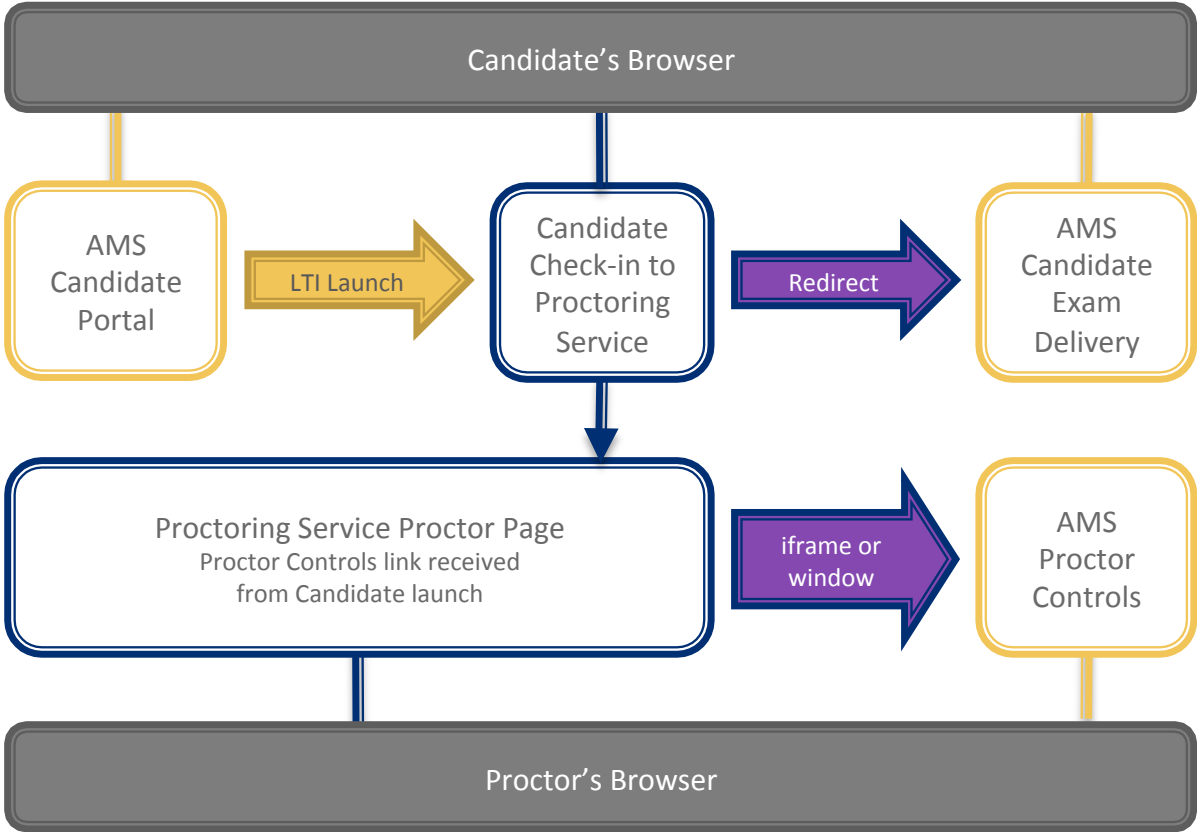 Candidate's Browser
AMS
Candidate
Portal
LTI Launch
Candidate
Check-in to
Proctoring
Service
Redirect
AMS
Candidate
Exam
Delivery
Proctoring Service Proctor Page
Proctor Controls link received
from Candidate launch
iframe or
window
AMS
Proctor
Controls
Proctor's Browser